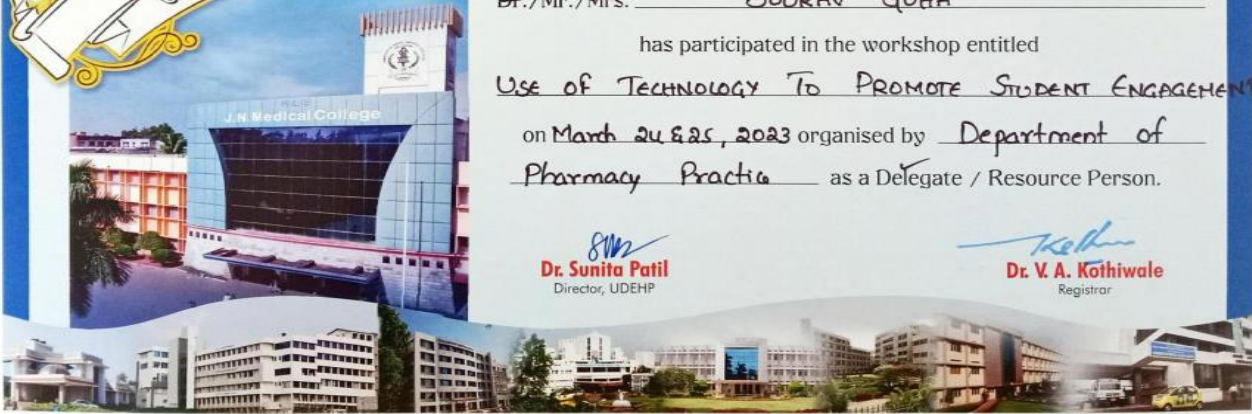 Dr./Mr./Mrs. SOURAV GUHA
has participated in the workshop entitled
USE OF TECHNOLOGY TO PROMOTE STUDENT ENGAGEMENT
on March 24 & 25, 2023 organised by Department of
Pharmacy Practice as a Delegate / Resource Person.
Dr. Sunita Patil
Director, UDEHP
Dr. V. A. Kothiwale
Registrar
J.N. Medical College